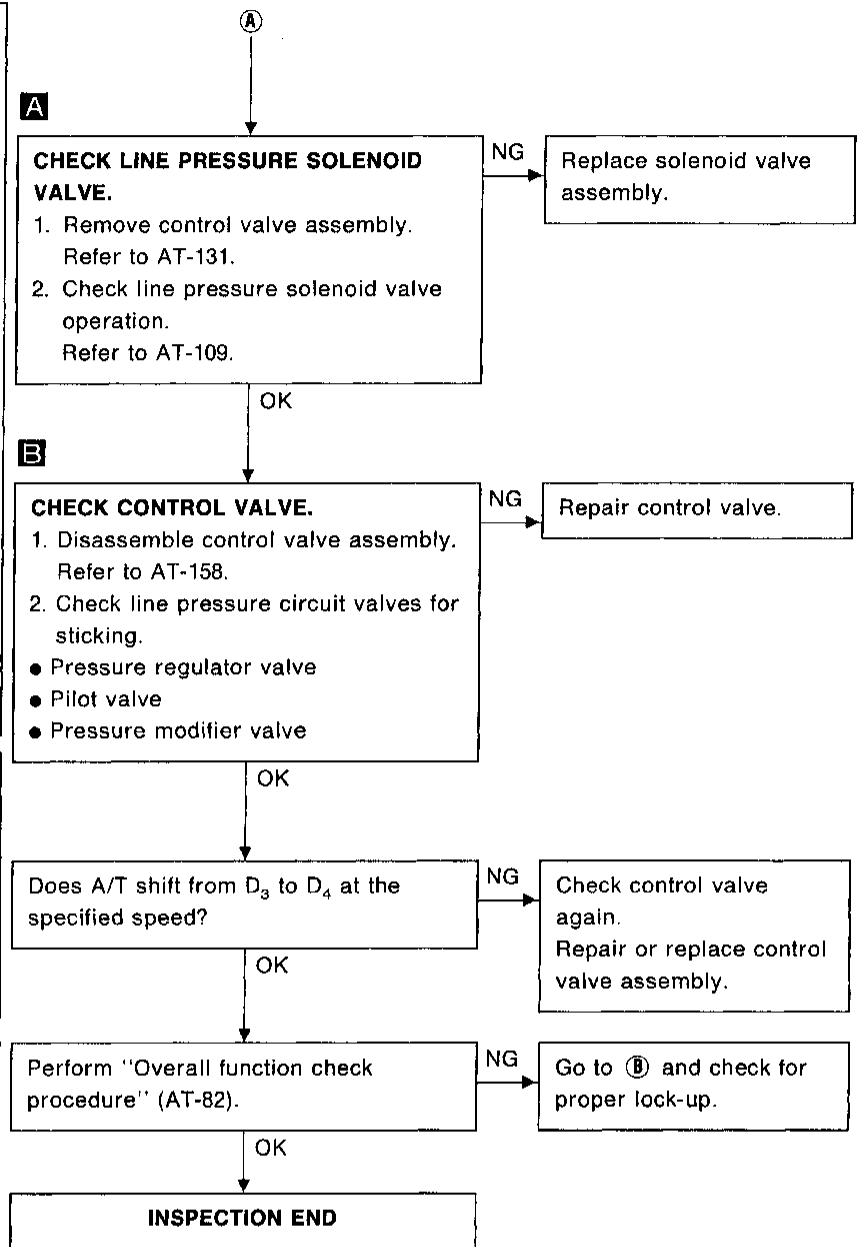 Ⓐ
A
CHECK LINE PRESSURE SOLENOID
VALVE.
1. Remove control valve assembly.
Refer to AT-131.
2. Check line pressure solenoid valve
operation.
Refer to AT-109.
NG
Replace solenoid valve
assembly.
OK
B
CHECK CONTROL VALVE.
1. Disassemble control valve assembly.
Refer to AT-158.
2. Check line pressure circuit valves for
sticking.
● Pressure regulator valve
● Pilot valve
● Pressure modifier valve
NG
Repair control valve.
OK
Does A/T shift from D₃ to D₄ at the
specified speed?
NG
Check control valve
again.
Repair or replace control
valve assembly.
OK
Perform "Overall function check
procedure" (AT-82).
NG
Go to Ⓑ and check for
proper lock-up.
OK
INSPECTION END